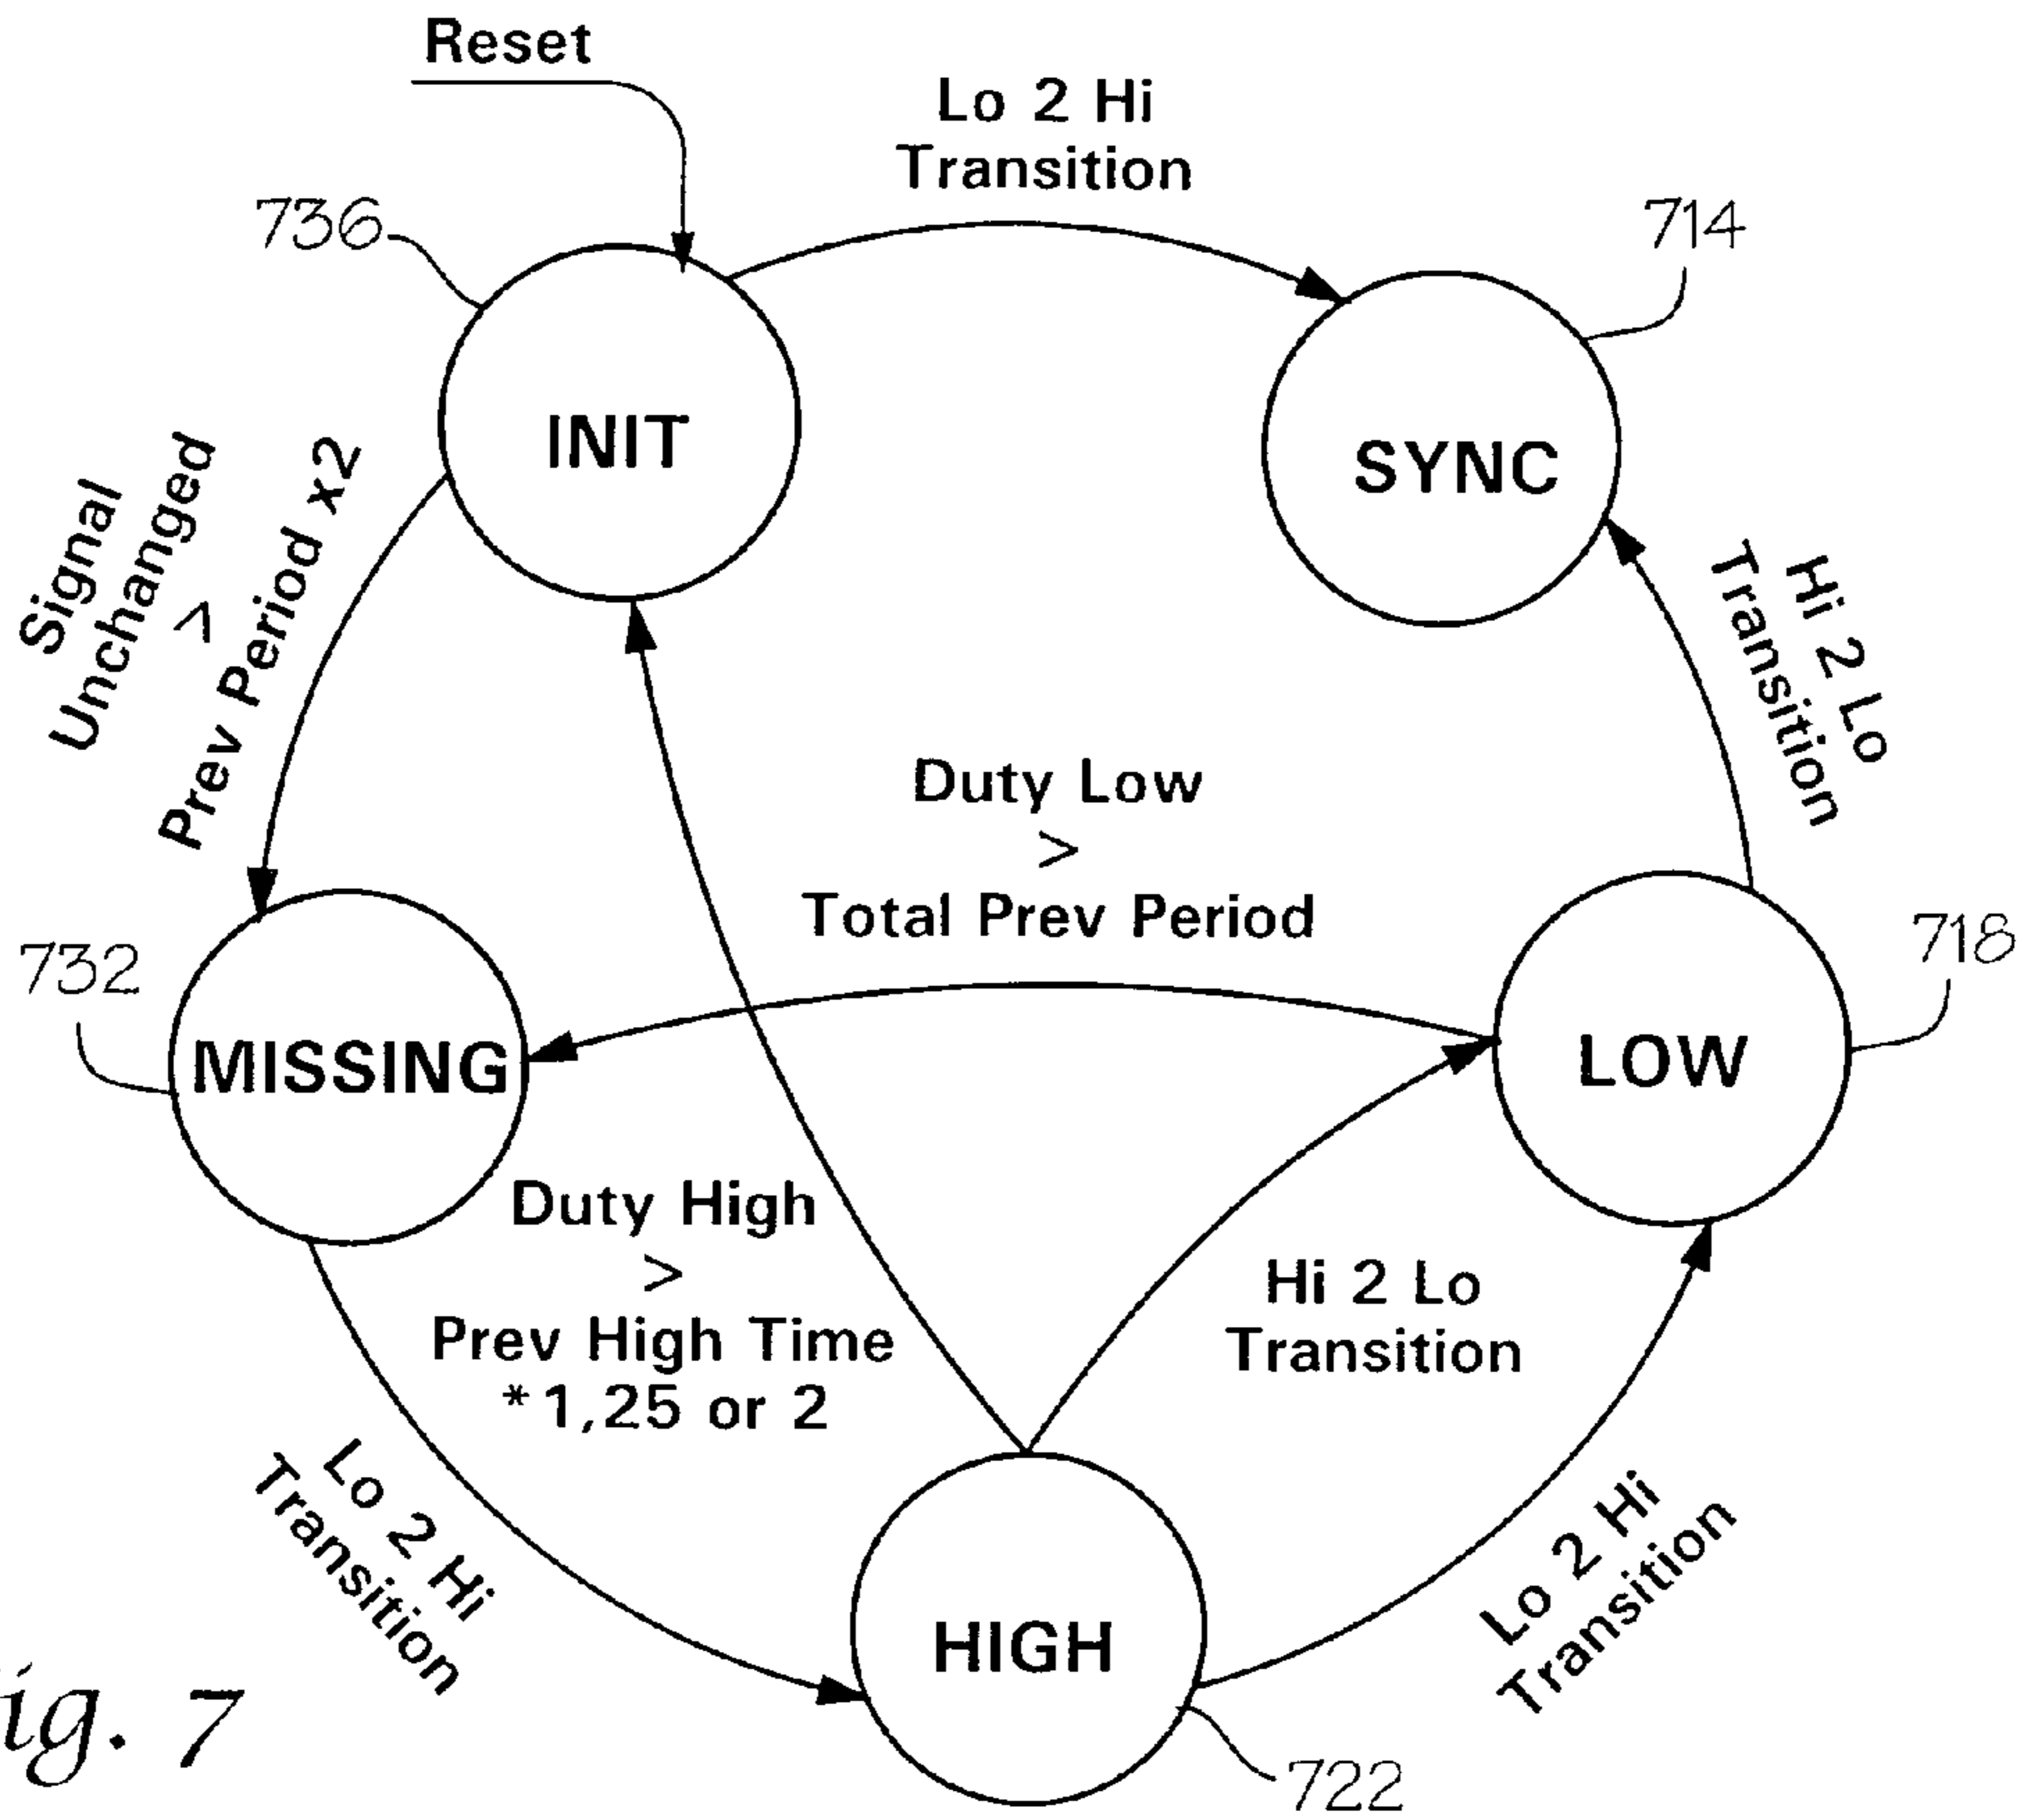 Reset
Lo 2 Hi
Transition
736
714
INIT
SYNC
Signal
Unchanged
>
Prev Period x2
Hi 2 Lo
Transition
Duty Low
>
Total Prev Period
732
718
MISSING
LOW
Duty High
>
Prev High Time
*1,25 or 2
Hi 2 Lo
Transition
Lo 2 Hi
Transition
Lo 2 Hi
Transition
HIGH
722
ig. 7